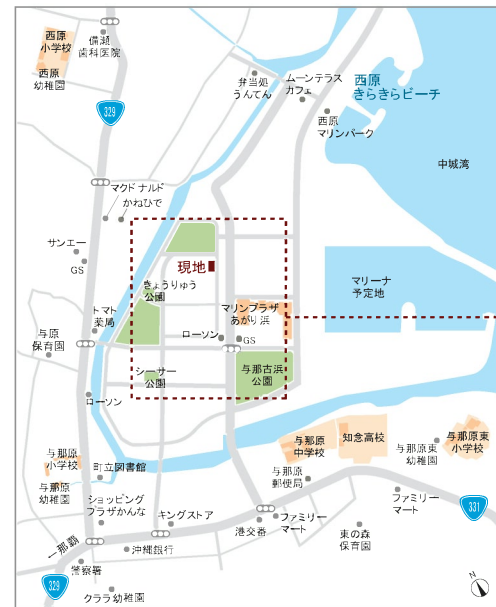 西原
小学校
備瀬
歯科医院
西原
幼稚園
329
弁当処
うんてん
ムーンテラス
カフェ
西原
きらきらビーチ
西原
マリンパーク
中城湾
マクドナルド
かねひで
サンエー
GS
現地
きょうりゅう
公園
マリーナ
予定地
トマト
薬局
マリンプラザ
あがり浜
与原
保育園
ローソン
GS
シーサー
公園
与那古浜
公園
ローソン
与那原
中学校
知念高校
与那原東
幼稚園
与那原東
小学校
与那原
小学校
町立図書館
与那原
幼稚園
与那原
郵便局
ショッピング
プラザかんな
キングストア
港交番
ファミリー
マート
東の森
保育園
ファミリー
マート
331
一那覇
沖縄銀行
警察署
329
クララ幼稚園
N